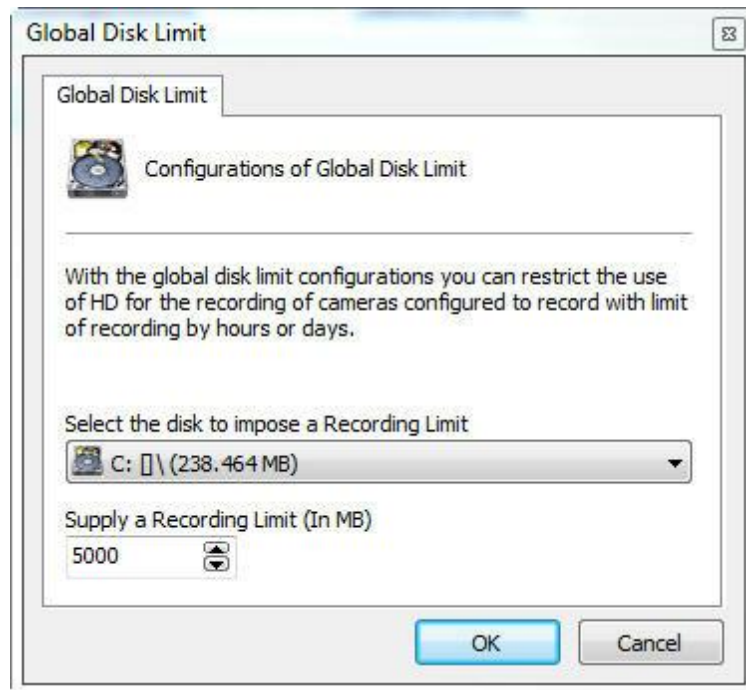 Global Disk Limit
Global Disk Limit
Configurations of Global Disk Limit
With the global disk limit configurations you can restrict the use
of HD for the recording of cameras configured to record with limit
of recording by hours or days.
Select the disk to impose a Recording Limit
C: []\ (238.464 MB)
Supply a Recording Limit (In MB)
5000
OK
Cancel